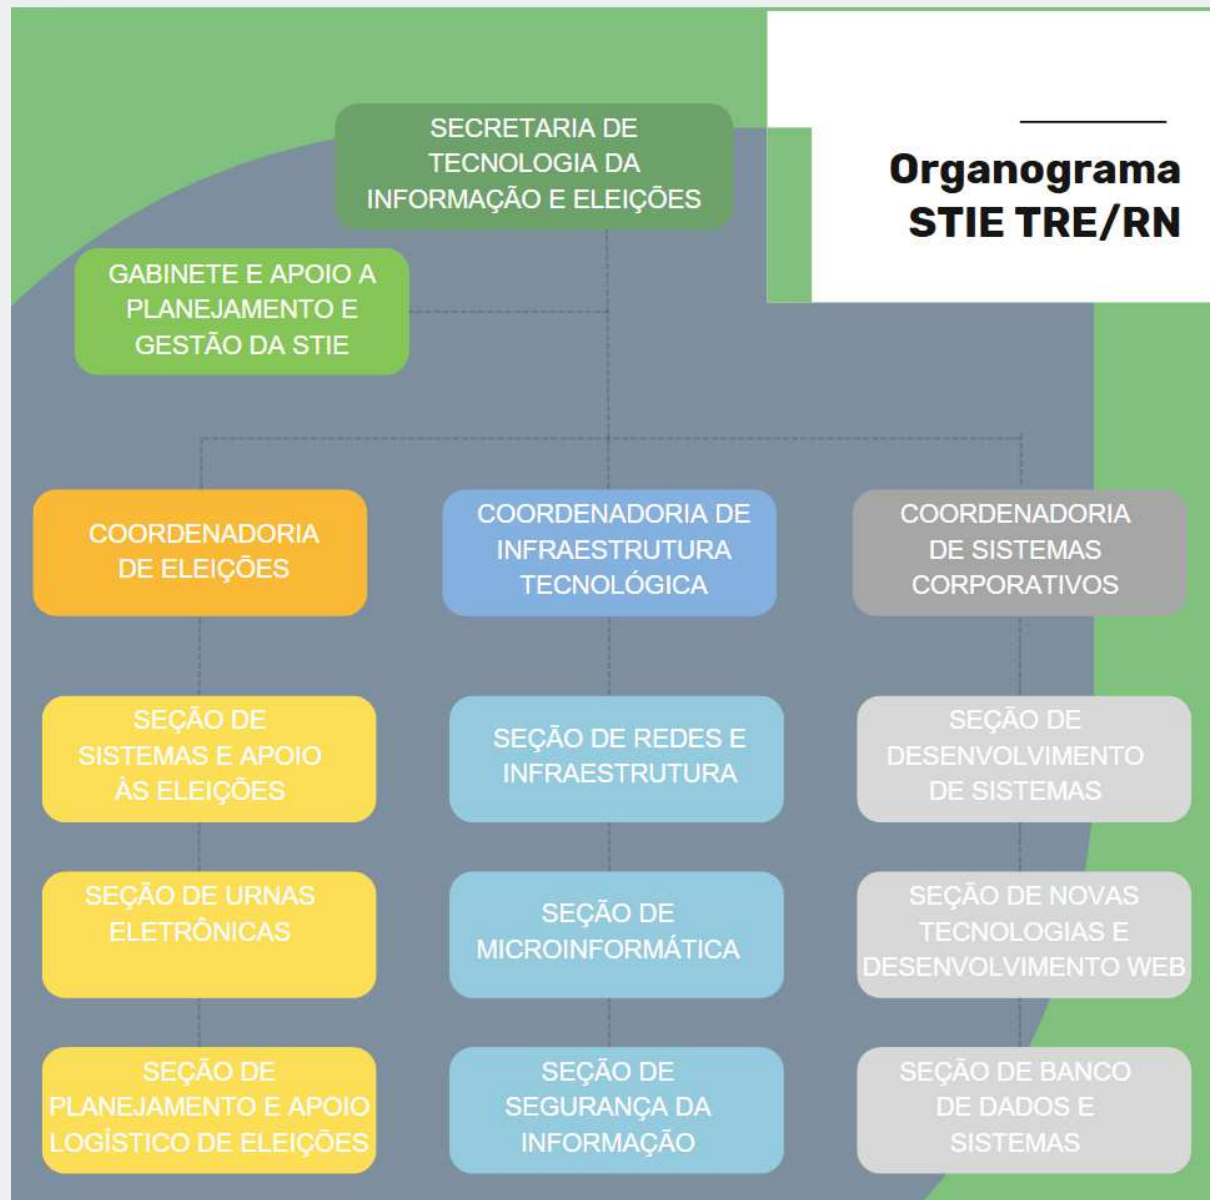 Organograma
STIE TRE/RN
SECRETARIA DE
TECNOLOGIA DA
INFORMAÇÃO E ELEIÇÕES
GABINETE E APOIO A
PLANEJAMENTO E
GESTÃO DA STIE
COORDENADORIA
DE ELEIÇÕES
COORDENADORIA DE
INFRAESTRUTURA
TECNOLÓGICA
COORDENADORIA
DE SISTEMAS
CORPORATIVOS
SEÇÃO DE
SISTEMAS E APOIO
ÀS ELEIÇÕES
SEÇÃO DE REDES E
INFRAESTRUTURA
SEÇÃO DE
DESENVOLVIMENTO
DE SISTEMAS
SEÇÃO DE URNAS
ELETRÔNICAS
SEÇÃO DE
MICROINFORMÁTICA
SEÇÃO DE NOVAS
TECNOLOGIAS E
DESENVOLVIMENTO WEB
SEÇÃO DE
PLANEJAMENTO E APOIO
LOGÍSTICO DE ELEIÇÕES
SEÇÃO DE
SEGURANÇA DA
INFORMAÇÃO
SEÇÃO DE BANCO
DE DADOS E
SISTEMAS